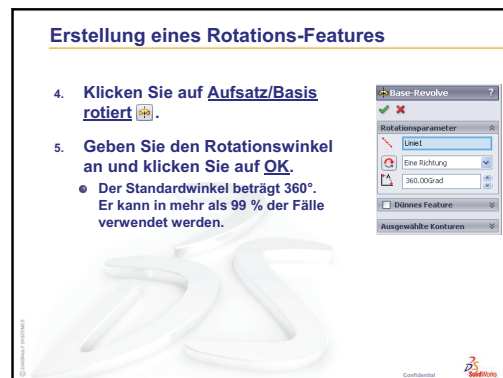 Erstellung eines Rotations-Features
4. Klicken Sie auf Aufsatz/Basis
rotiert .
5. Geben Sie den Rotationswinkel
an und klicken Sie auf OK.
Der Standardwinkel beträgt 360°.
Er kann in mehr als 99 % der Fälle
verwendet werden.
Base-Revolve ?
Rotationsparameter
Linie1
Eine Richtung
360.00Grad
Dünnes Feature
Ausgewählte Konturen
© DASSAULT SYSTEMES
Confidential
SolidWorks